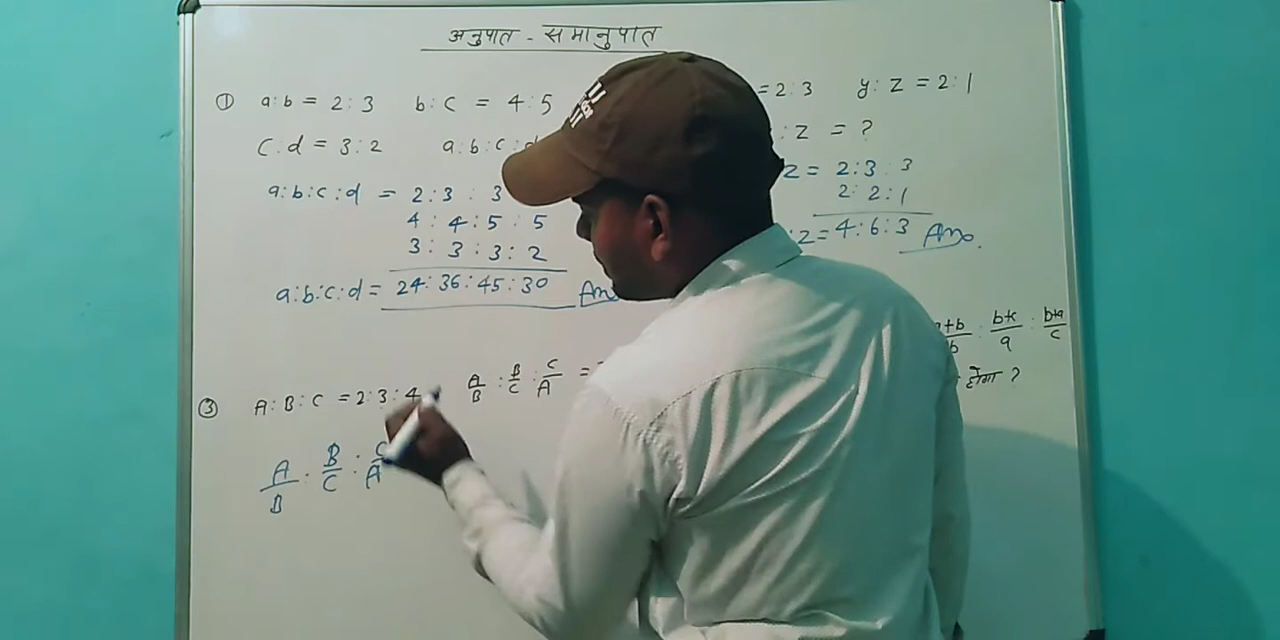 अनुपात - समानुपात
① a:b = 2:3 b:c = 4:5
c:d = 3:2 a:b:c:d
a:b:c:d = 2:3 : 3
4 : 4 : 5 : 5
3 : 3 : 3 : 2
a:b:c:d = 24:36:45:30 Ans
= 2:3 y:z = 2:1
:z = ?
z = 2:3 : 3
2:2:1
:z = 4:6:3 Ans.
③ A:B:C = 2:3:4 A/B : B/C : C/A =
A/B : B/C : C/A
+b/b : b+c/a : b+a/c
होगा ?